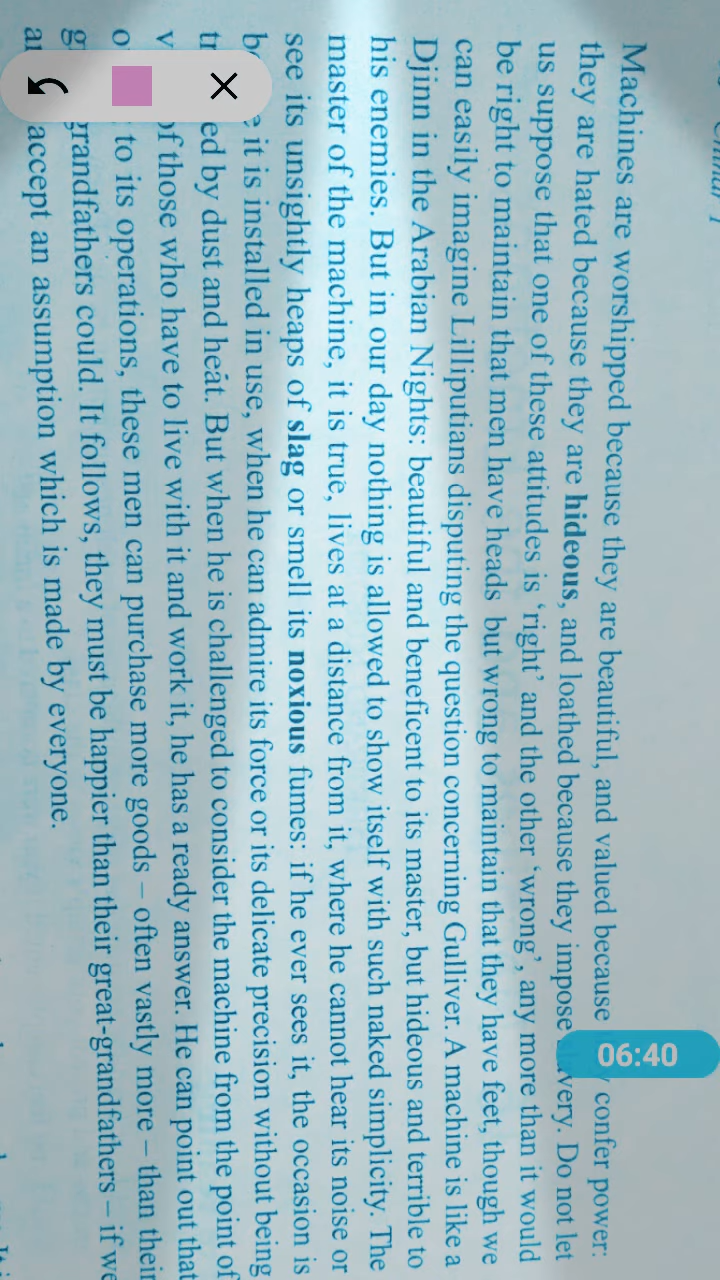 Machines are worshipped because they are beautiful, and valued because confer power:
they are hated because they are hideous, and loathed because they impose slavery. Do not let
us suppose that one of these attitudes is ‘right’ and the other ‘wrong’, any more than it would
be right to maintain that men have heads but wrong to maintain that they have feet, though we
can easily imagine Lilliputians disputing the question concerning Gulliver. A machine is like a
Djinn in the Arabian Nights: beautiful and beneficent to its master, but hideous and terrible to
his enemies. But in our day nothing is allowed to show itself with such naked simplicity. The
master of the machine, it is true, lives at a distance from it, where he cannot hear its noise or
see its unsightly heaps of slag or smell its noxious fumes: if he ever sees it, the occasion is
it is installed in use, when he can admire its force or its delicate precision without being
by dust and heat. But when he is challenged to consider the machine from the point of
of those who have to live with it and work it, he has a ready answer. He can point out that
to its operations, these men can purchase more goods – often vastly more – than their
grandfathers could. It follows, they must be happier than their great-grandfathers – if we
accept an assumption which is made by everyone.
06:40